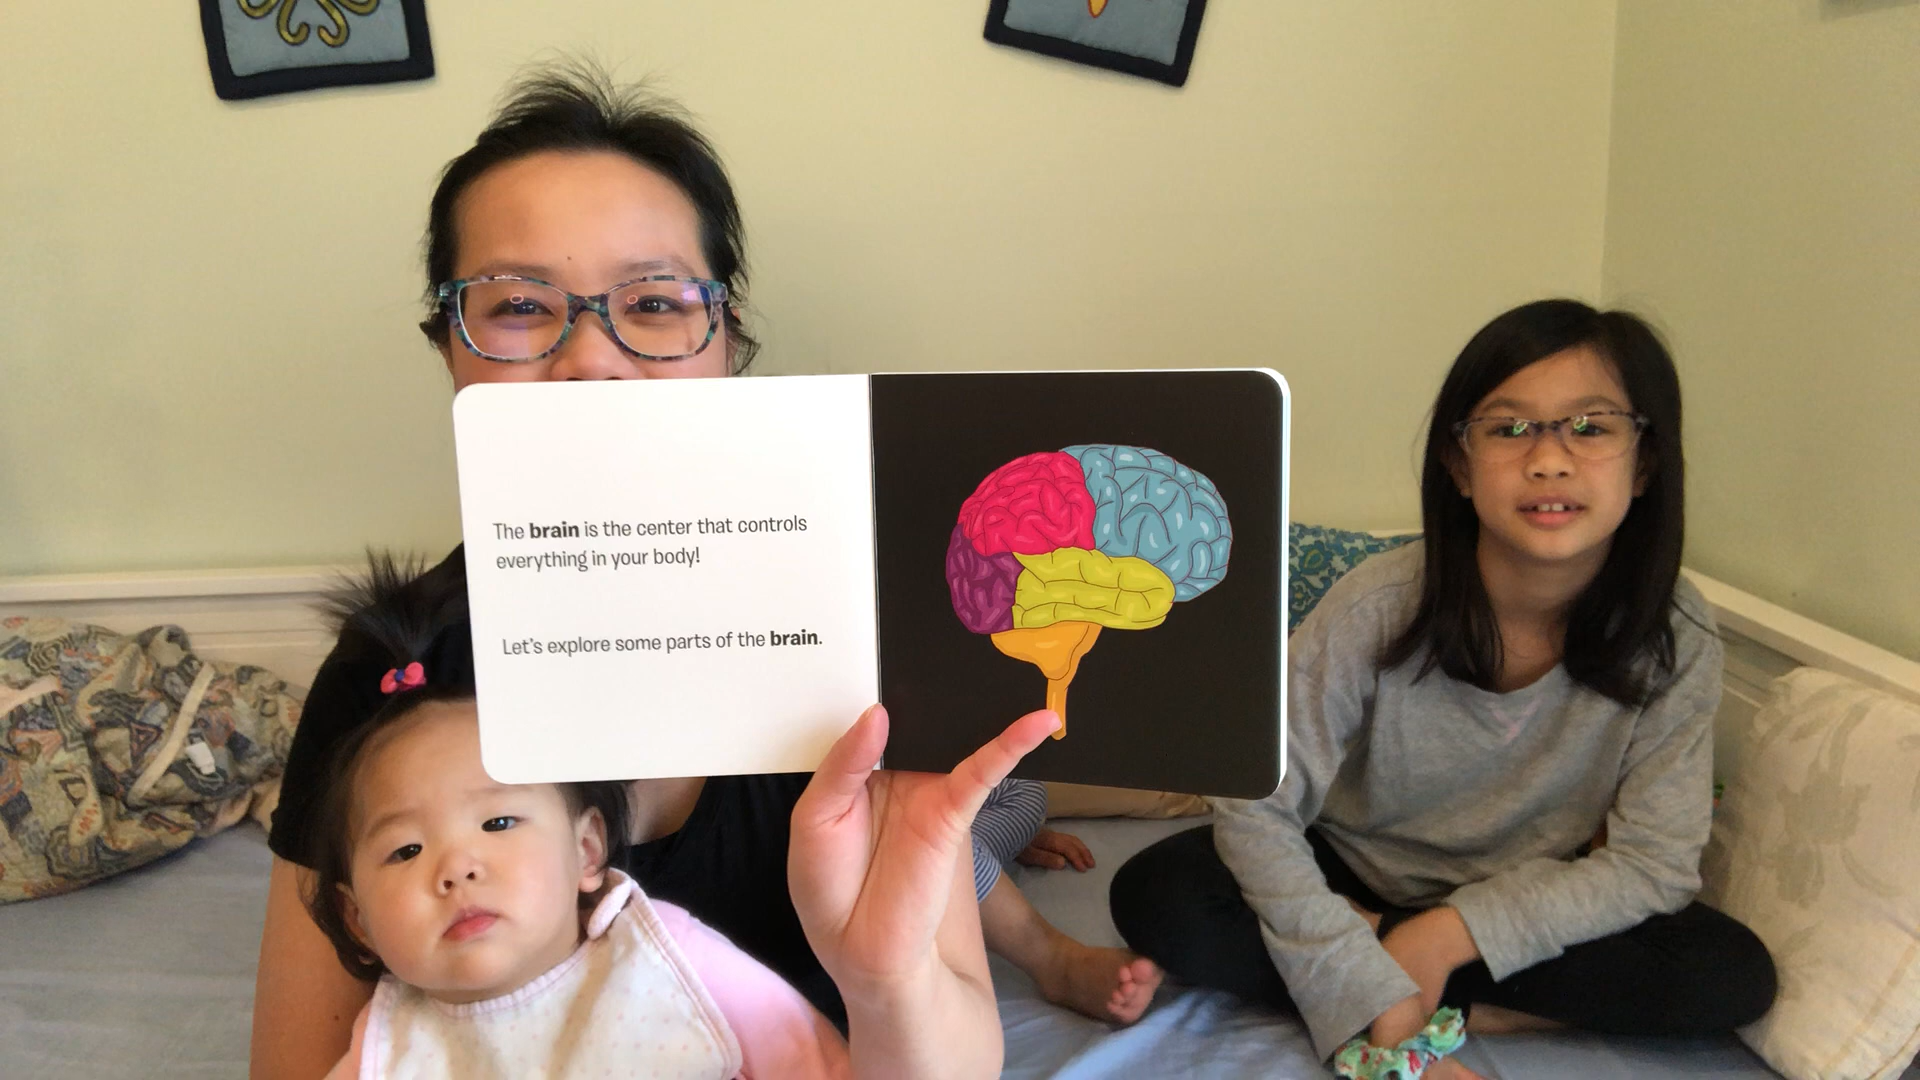 The brain is the center that controls
everything in your body!
Let's explore some parts of the brain.